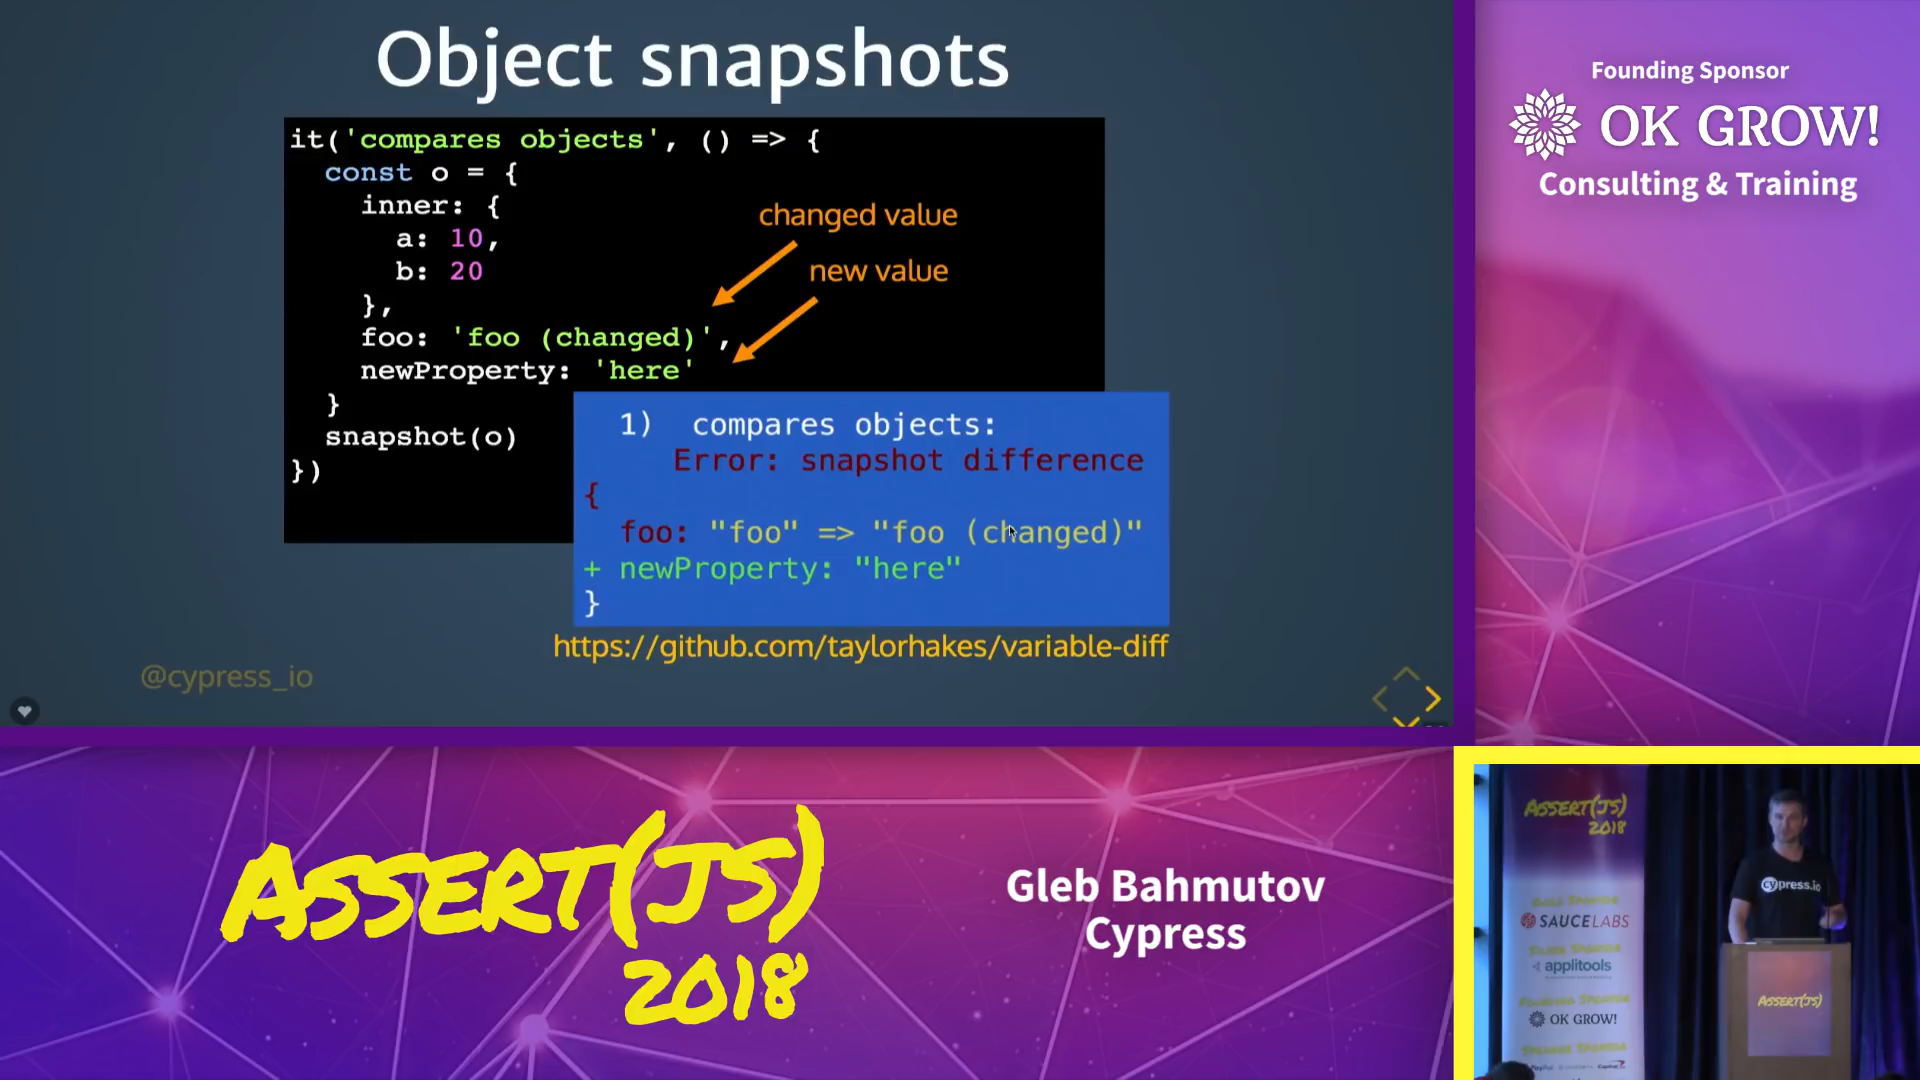 Object snapshots
it('compares objects', () => {
const o = {
inner: {
a: 10,
b: 20
},
foo: 'foo (changed)',
newProperty: 'here'
}
snapshot(o)
})
changed value
new value
1) compares objects:
Error: snapshot difference
{
foo: "foo" => "foo (changed)"
+ newProperty: "here"
}
https://github.com/taylorhakes/variable-diff
@cypress_io
Founding Sponsor
OK GROW!
Consulting & Training
ASSERT(JS)
2018
Gleb Bahmutov
Cypress
ASSERT(JS)
2018
SAUCELABS
applitools
FOUNDING SPONSOR
OK GROW!
PayPal
cypress.io
ASSERT(JS)